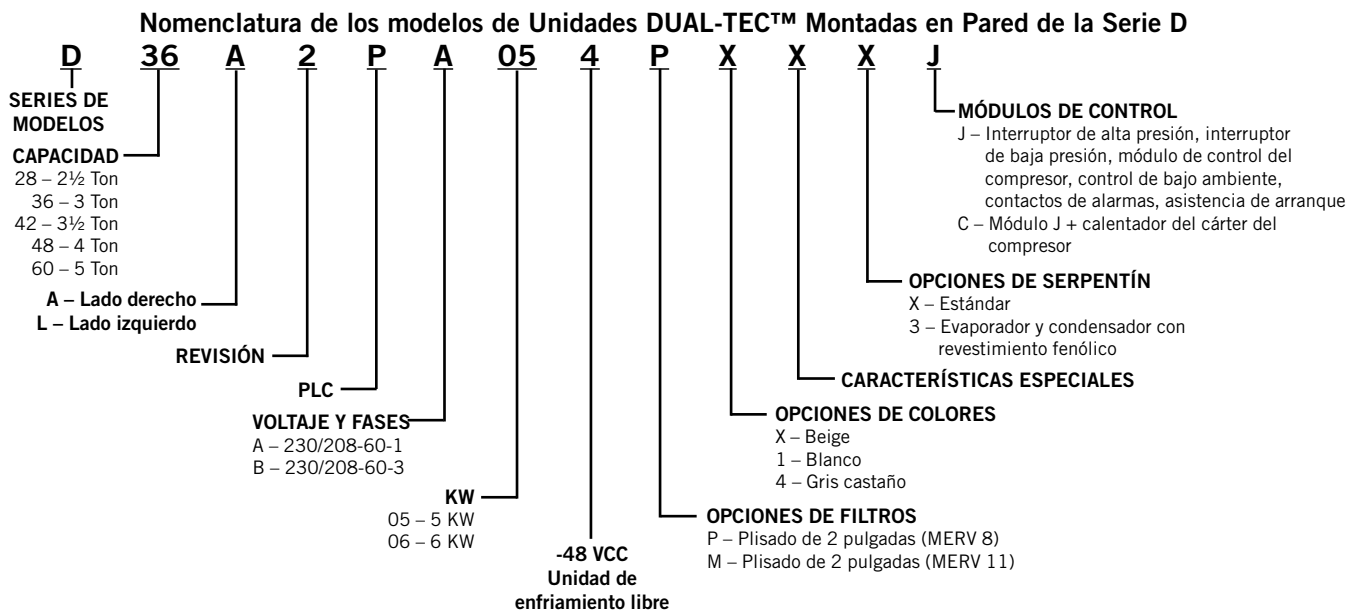 Nomenclatura de los modelos de Unidades DUAL-TEC™ Montadas en Pared de la Serie D
D 36 A 2 P A 05 4 P X X X J
SERIES DE
MODELOS
CAPACIDAD
28 – 2½ Ton
36 – 3 Ton
42 – 3½ Ton
48 – 4 Ton
60 – 5 Ton
A – Lado derecho
L – Lado izquierdo
REVISIÓN
PLC
VOLTAJE Y FASES
A – 230/208-60-1
B – 230/208-60-3
KW
05 – 5 KW
06 – 6 KW
-48 VCC
Unidad de
enfriamiento libre
OPCIONES DE FILTROS
P – Plisado de 2 pulgadas (MERV 8)
M – Plisado de 2 pulgadas (MERV 11)
OPCIONES DE COLORES
X – Beige
1 – Blanco
4 – Gris castaño
CARACTERÍSTICAS ESPECIALES
OPCIONES DE SERPENTÍN
X – Estándar
3 – Evaporador y condensador con
revestimiento fenólico
MÓDULOS DE CONTROL
J – Interruptor de alta presión, interruptor
de baja presión, módulo de control del
compresor, control de bajo ambiente,
contactos de alarmas, asistencia de arranque
C – Módulo J + calentador del cárter del
compresor